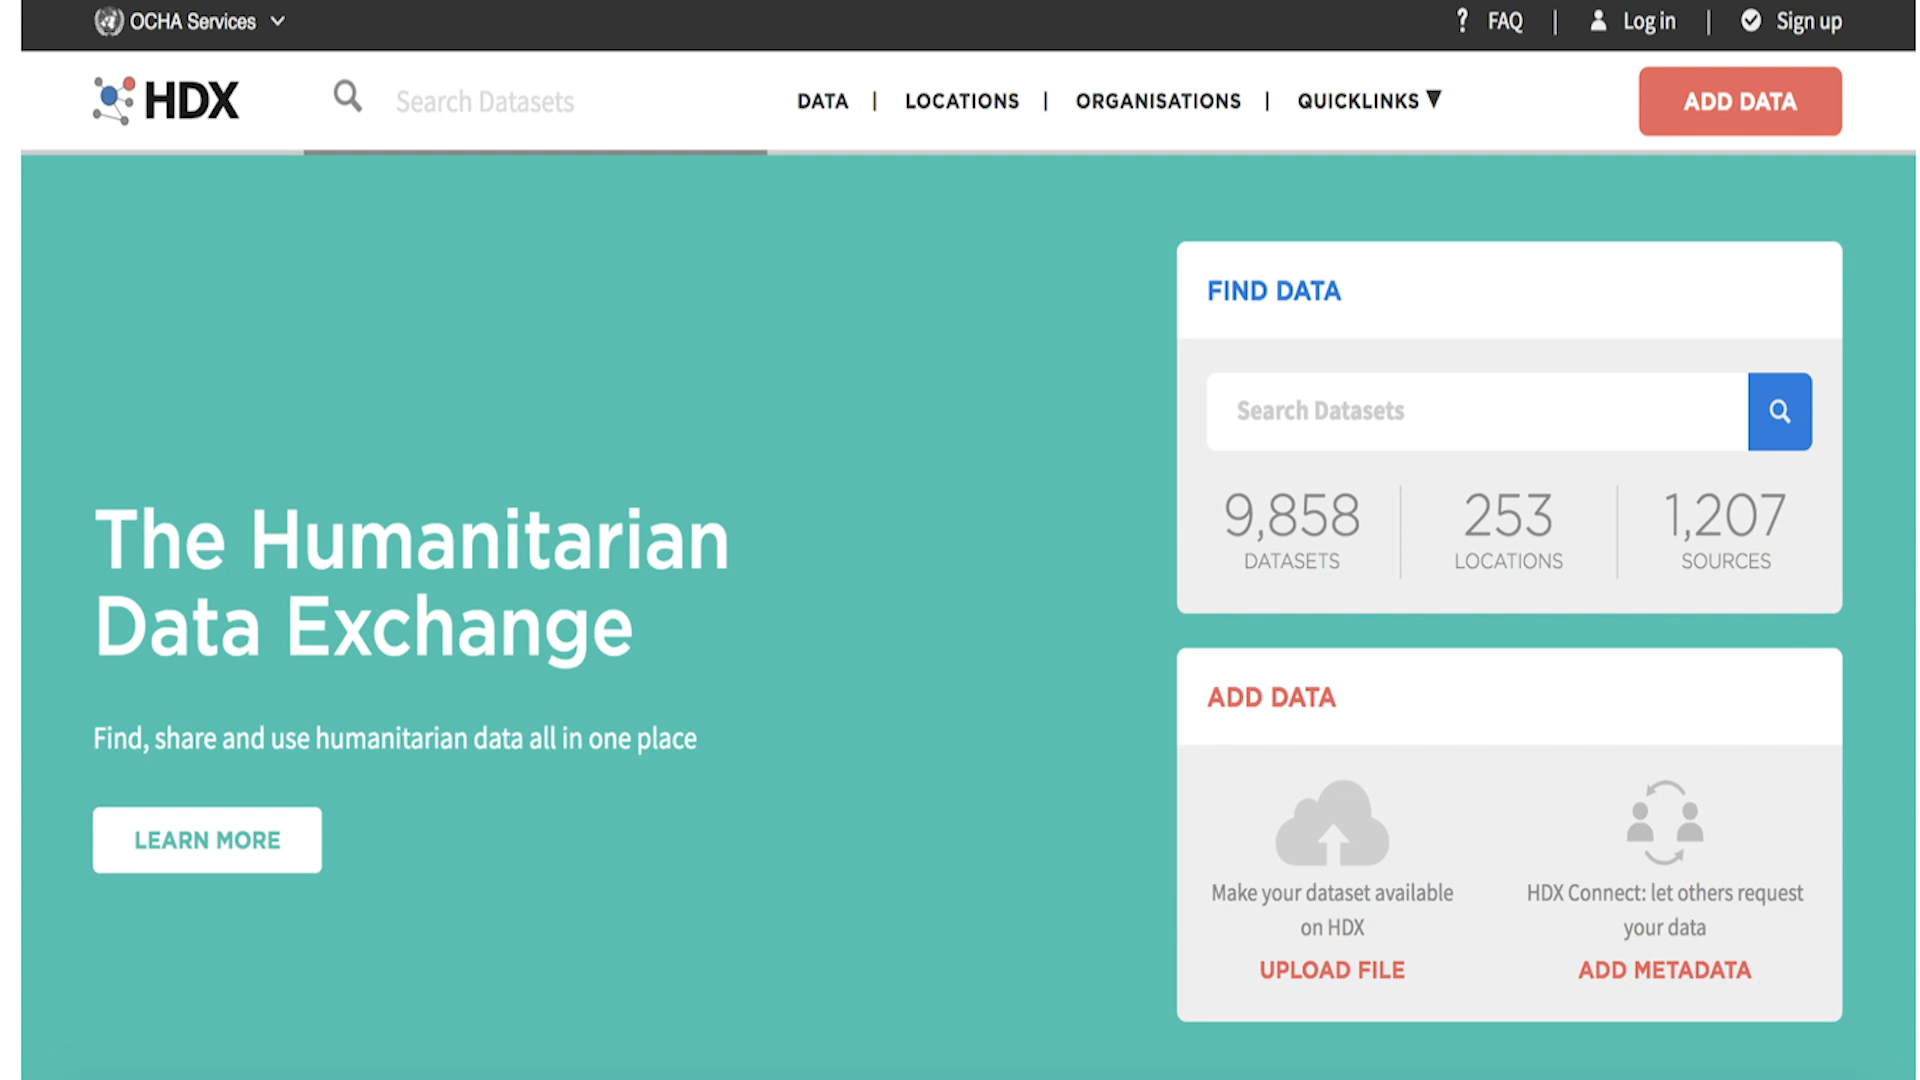 OCHA Services
? FAQ | Log in | Sign up
HDX
Search Datasets
DATA | LOCATIONS | ORGANISATIONS | QUICKLINKS
ADD DATA
The Humanitarian
Data Exchange
Find, share and use humanitarian data all in one place
LEARN MORE
FIND DATA
Search Datasets
9,858 253 1,207
DATASETS LOCATIONS SOURCES
ADD DATA
Make your dataset available
on HDX
UPLOAD FILE
HDX Connect: let others request
your data
ADD METADATA